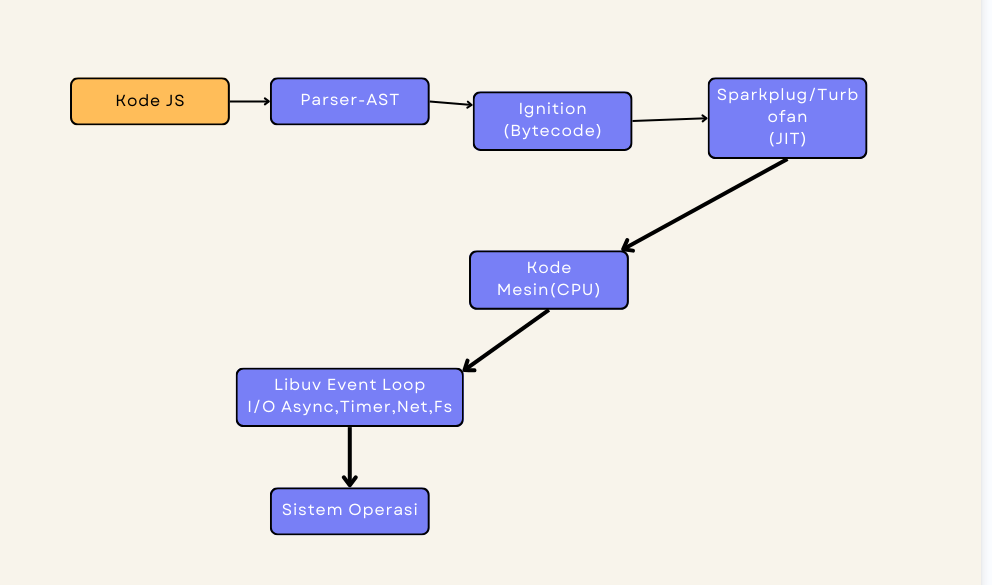 Kode JS
Parser-AST
Ignition
(Bytecode)
Sparkplug/Turb
ofan
(JIT)
Kode
Mesin(CPU)
Libuv Event Loop
I/O Async,Timer,Net,Fs
Sistem Operasi